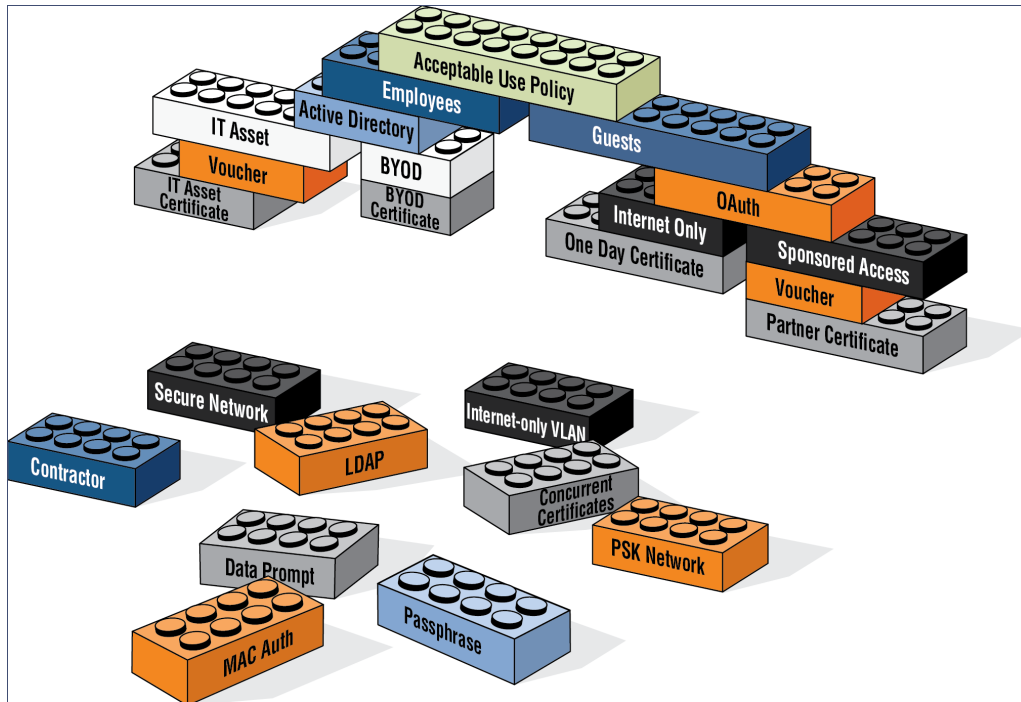 Acceptable Use Policy
Employees
Active Directory
IT Asset
Guests
Voucher
BYOD
IT Asset
Certificate
BYOD
Certificate
OAuth
Internet Only
One Day Certificate
Sponsored Access
Voucher
Partner Certificate
Secure Network
Internet-only VLAN
Contractor
LDAP
Concurrent
Certificates
PSK Network
Data Prompt
Passphrase
MAC Auth